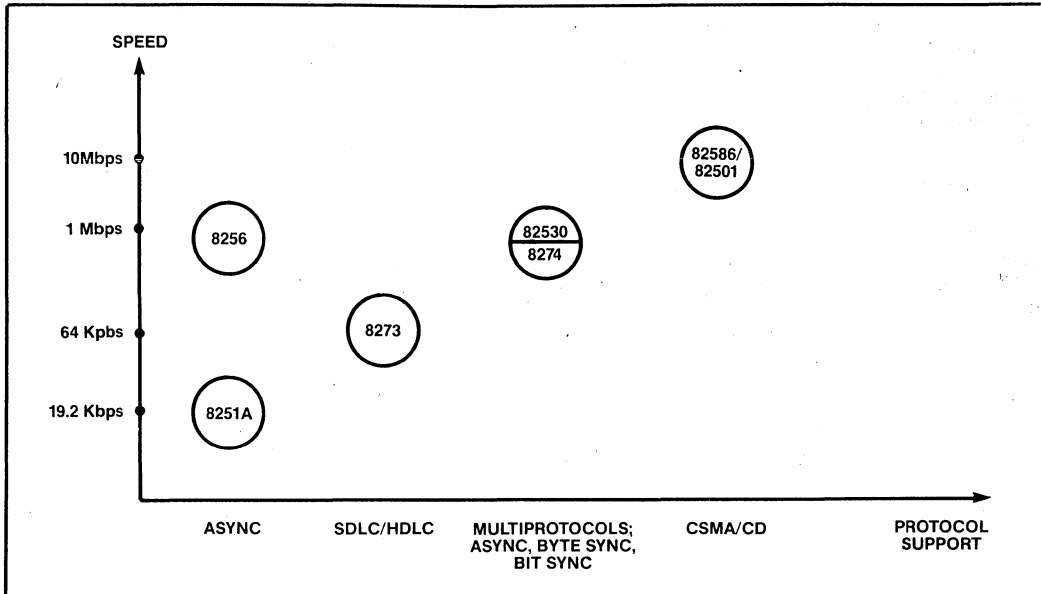 SPEED
10Mbps
82586/
82501
1 Mbps
8256
82530
8274
64 Kpbs
8273
19.2 Kbps
8251A
ASYNC
SDLC/HDLC
MULTIPROTOCOLS;
ASYNC, BYTE SYNC,
BIT SYNC
CSMA/CD
PROTOCOL
SUPPORT